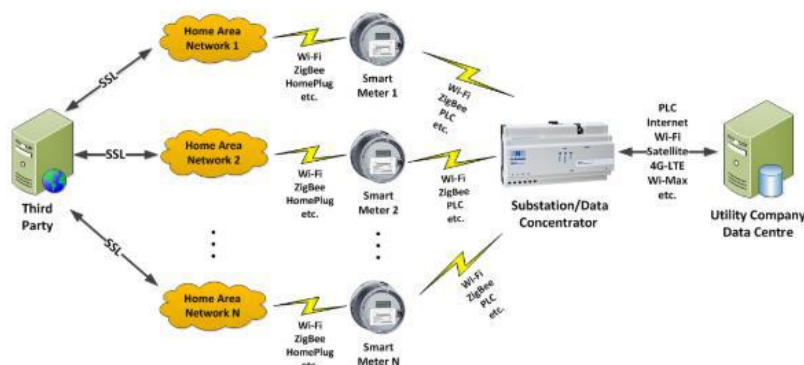 Home Area
Network 1
SSL
Wi-Fi
ZigBee
HomePlug
etc.
Smart
Meter 1
Wi-Fi
ZigBee
PLC
etc.
Third
Party
SSL
Home Area
Network 2
Wi-Fi
ZigBee
HomePlug
etc.
Smart
Meter 2
Wi-Fi
ZigBee
PLC
etc.
Substation/Data
Concentrator
PLC
Internet
Wi-Fi
Satellite
4G-LTE
Wi-Max
etc.
Utility Company
Data Centre
SSL
Home Area
Network N
Wi-Fi
ZigBee
HomePlug
etc.
Smart
Meter N
Wi-Fi
ZigBee
PLC
etc.